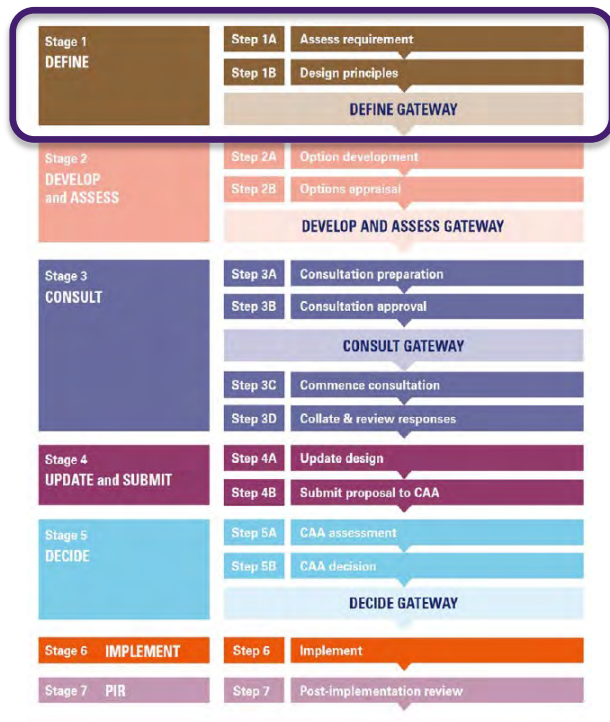 Stage 1
DEFINE
Step 1A Assess requirement
Step 1B Design principles
DEFINE GATEWAY
Stage 2
DEVELOP
and ASSESS
Step 2A Option development
Step 2B Options appraisal
DEVELOP AND ASSESS GATEWAY
Stage 3
CONSULT
Step 3A Consultation preparation
Step 3B Consultation approval
CONSULT GATEWAY
Step 3C Commence consultation
Step 3D Collate & review responses
Stage 4
UPDATE and SUBMIT
Step 4A Update design
Step 4B Submit proposal to CAA
Stage 5
DECIDE
Step 5A CAA assessment
Step 5B CAA decision
DECIDE GATEWAY
Stage 6 IMPLEMENT Step 6 Implement
Stage 7 PIR Step 7 Post-implementation review